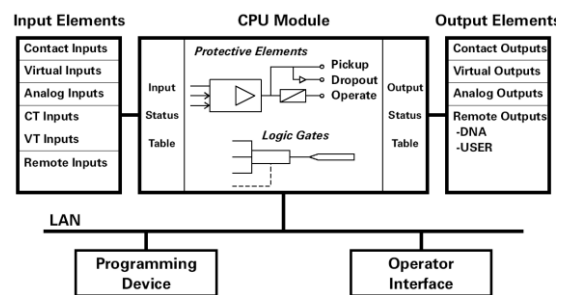 Input Elements
CPU Module
Output Elements
Contact Inputs
Virtual Inputs
Analog Inputs
CT Inputs
VT Inputs
Remote Inputs
Input
Status
Table
Protective Elements
Pickup
Dropout
Operate
Logic Gates
Output
Status
Table
Contact Outputs
Virtual Outputs
Analog Outputs
Remote Outputs
-DNA
-USER
LAN
Programming
Device
Operator
Interface